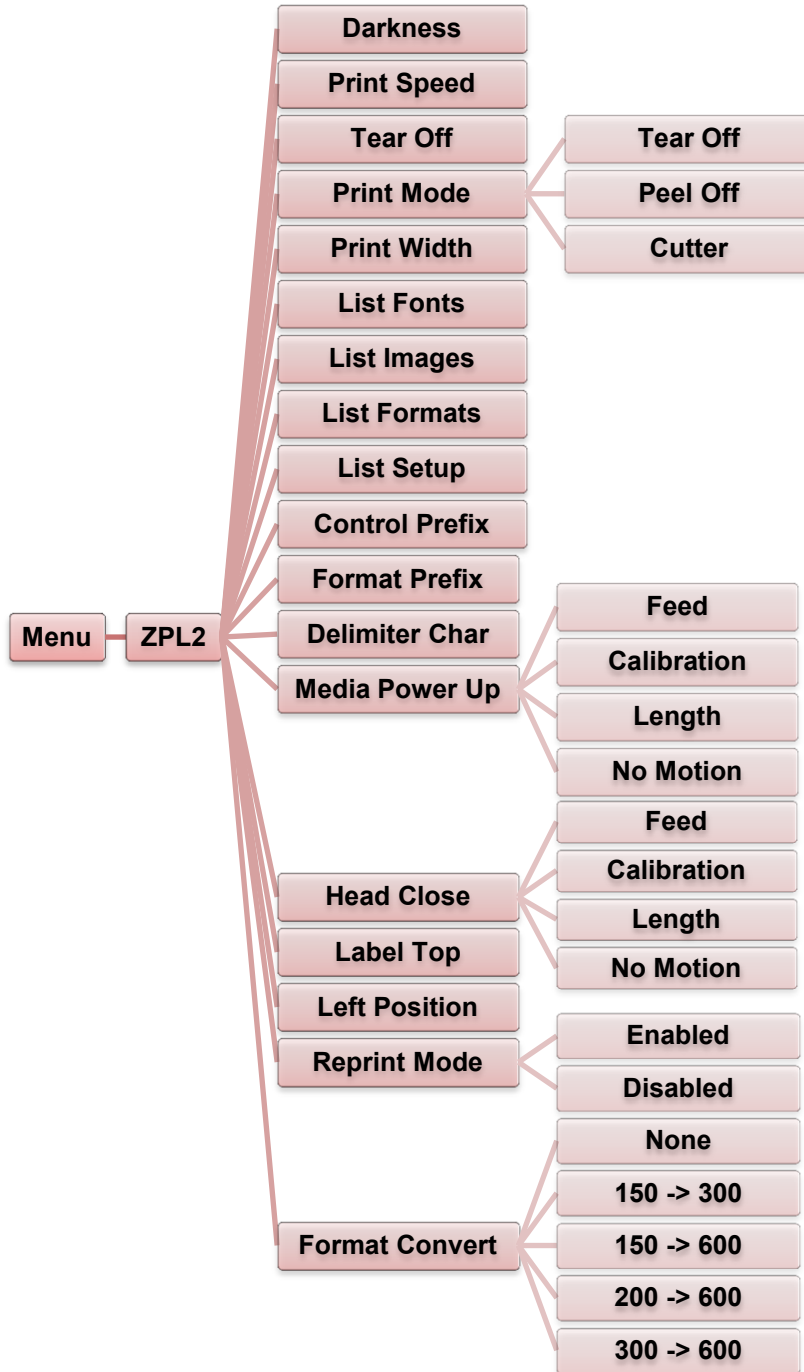 Darkness
Print Speed
Tear Off
Tear Off
Print Mode
Peel Off
Print Width
Cutter
List Fonts
List Images
List Formats
List Setup
Control Prefix
Format Prefix
Feed
Menu
ZPL2
Delimiter Char
Calibration
Media Power Up
Length
No Motion
Feed
Head Close
Calibration
Length
Label Top
No Motion
Left Position
Enabled
Reprint Mode
Disabled
None
150 -> 300
Format Convert
150 -> 600
200 -> 600
300 -> 600